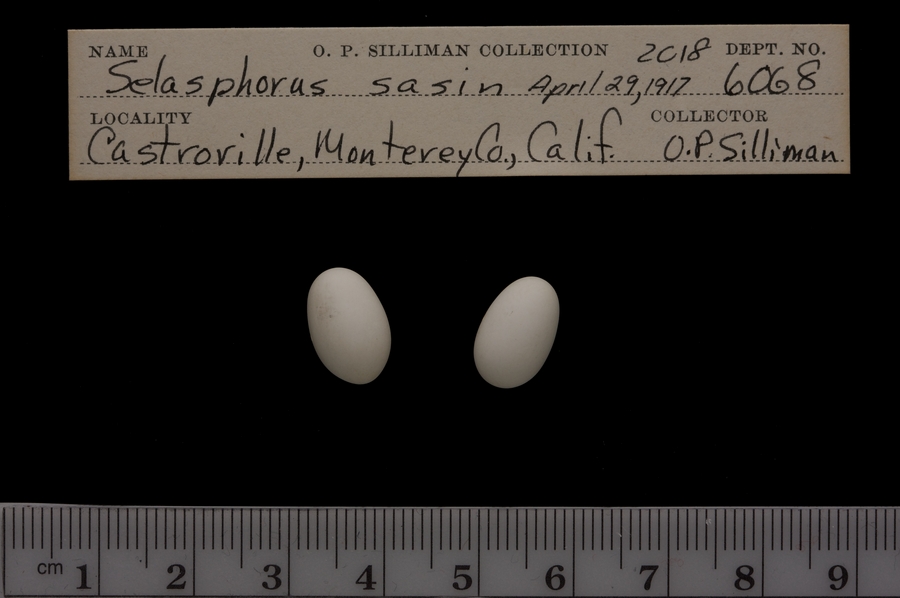 NAME O. P. SILLIMAN COLLECTION 2018 DEPT. NO.
Selasphorus sasin April 29, 1917 6068
LOCALITY COLLECTOR
Castroville, Monterey Co., Calif. O.P. Silliman
cm 1 2 3 4 5 6 7 8 9